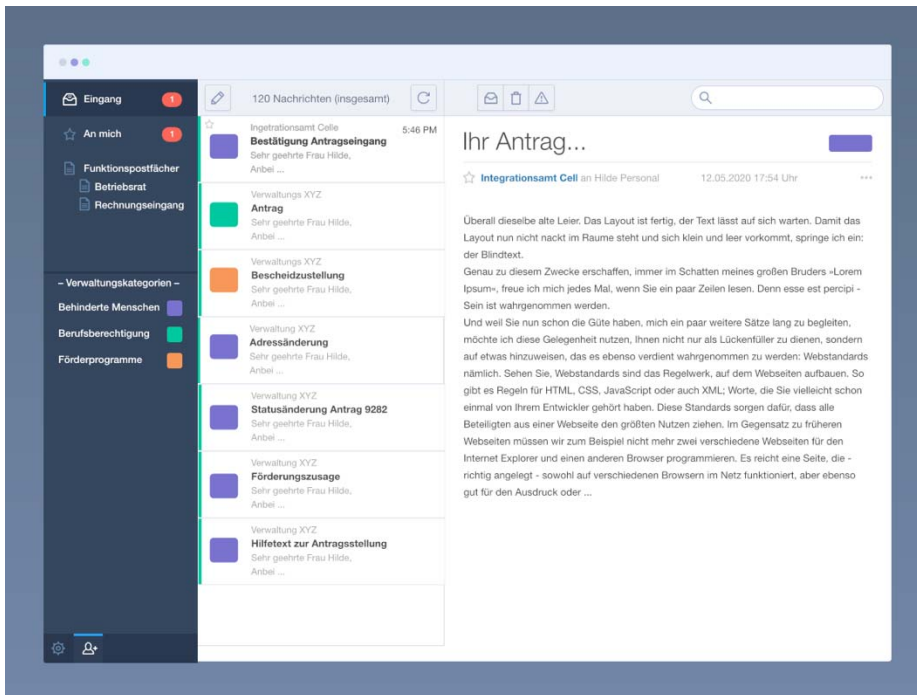 Eingang 1
An mich 1
Funktionspostfächer
Betriebsrat
Rechnungseingang
– Verwaltungskategorien –
Behinderte Menschen
Berufsberechtigung
Förderprogramme
120 Nachrichten (insgesamt)
Ingetrationsamt Celle 5:46 PM
Bestätigung Antragseingang
Sehr geehrte Frau Hilde,
Anbei ...
Verwaltungs XYZ
Antrag
Sehr geehrte Frau Hilde,
Anbei ...
Verwaltungs XYZ
Bescheidzustellung
Sehr geehrte Frau Hilde,
Anbei ...
Verwaltung XYZ
Adressänderung
Sehr geehrte Frau Hilde,
Anbei ...
Verwaltung XYZ
Statusänderung Antrag 9282
Sehr geehrte Frau Hilde,
Anbei ...
Verwaltung XYZ
Förderungszusage
Sehr geehrte Frau Hilde,
Anbei ...
Verwaltung XYZ
Hilfetext zur Antragsstellung
Sehr geehrte Frau Hilde,
Anbei ...
Ihr Antrag...
Integrationsamt Cell an Hilde Personal 12.05.2020 17:54 Uhr
Überall dieselbe alte Leier. Das Layout ist fertig, der Text lässt auf sich warten. Damit das
Layout nun nicht nackt im Raume steht und sich klein und leer vorkommt, springe ich ein:
der Blindtext.
Genau zu diesem Zwecke erschaffen, immer im Schatten meines großen Bruders »Lorem
Ipsum«, freue ich mich jedes Mal, wenn Sie ein paar Zeilen lesen. Denn esse est percipi -
Sein ist wahrgenommen werden.
Und weil Sie nun schon die Güte haben, mich ein paar weitere Sätze lang zu begleiten,
möchte ich diese Gelegenheit nutzen, Ihnen nicht nur als Lückenfüller zu dienen, sondern
auf etwas hinzuweisen, das es ebenso verdient wahrgenommen zu werden: Webstandards
nämlich. Sehen Sie, Webstandards sind das Regelwerk, auf dem Webseiten aufbauen. So
gibt es Regeln für HTML, CSS, JavaScript oder auch XML; Worte, die Sie vielleicht schon
einmal von Ihrem Entwickler gehört haben. Diese Standards sorgen dafür, dass alle
Beteiligten aus einer Webseite den größten Nutzen ziehen. Im Gegensatz zu früheren
Webseiten müssen wir zum Beispiel nicht mehr zwei verschiedene Webseiten für den
Internet Explorer und einen anderen Browser programmieren. Es reicht eine Seite, die -
richtig angelegt - sowohl auf verschiedenen Browsern im Netz funktioniert, aber ebenso
gut für den Ausdruck oder ...